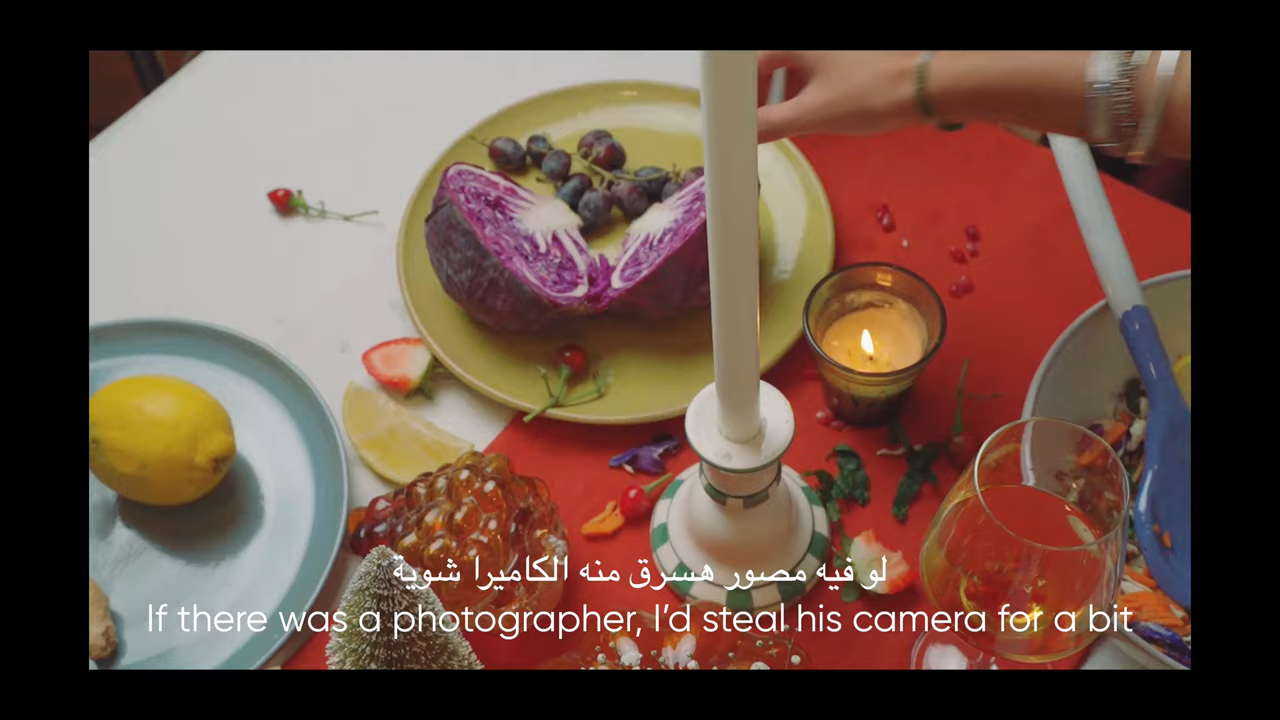 لو فيه مصور هسرق منه الكاميرا شوية
If there was a photographer, I'd steal his camera for a bit